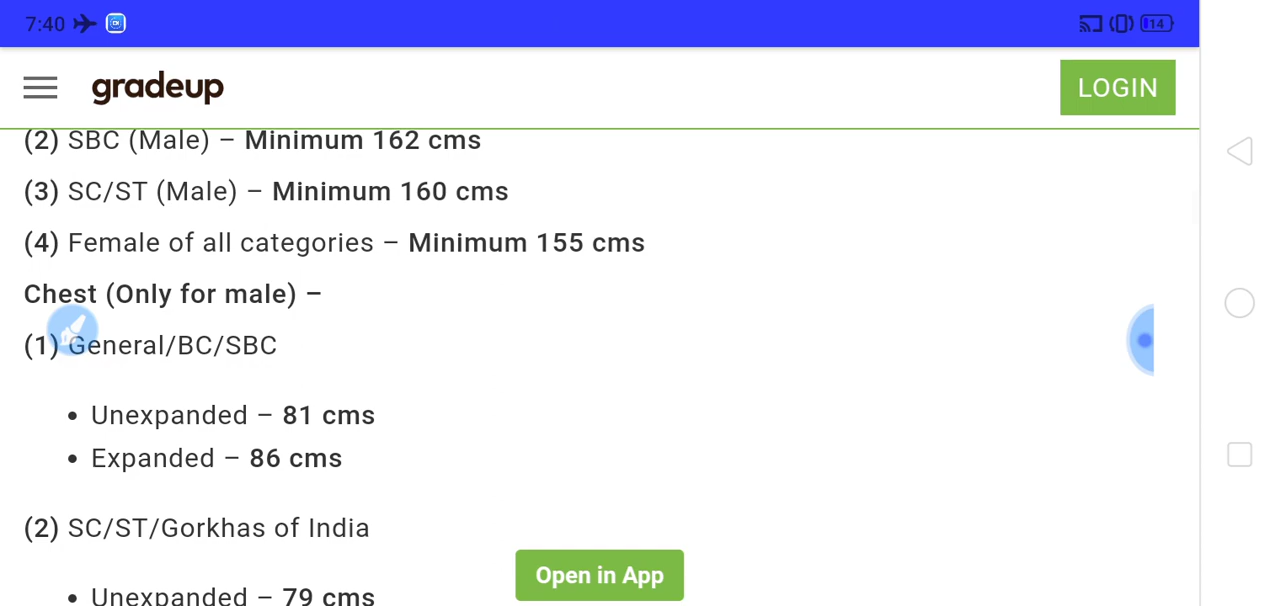 7:40
14
gradeup
LOGIN
(2) SBC (Male) – Minimum 162 cms
(3) SC/ST (Male) – Minimum 160 cms
(4) Female of all categories – Minimum 155 cms
Chest (Only for male) –
(1) General/BC/SBC
• Unexpanded – 81 cms
• Expanded – 86 cms
(2) SC/ST/Gorkhas of India
Open in App
• Unexpanded – 79 cms